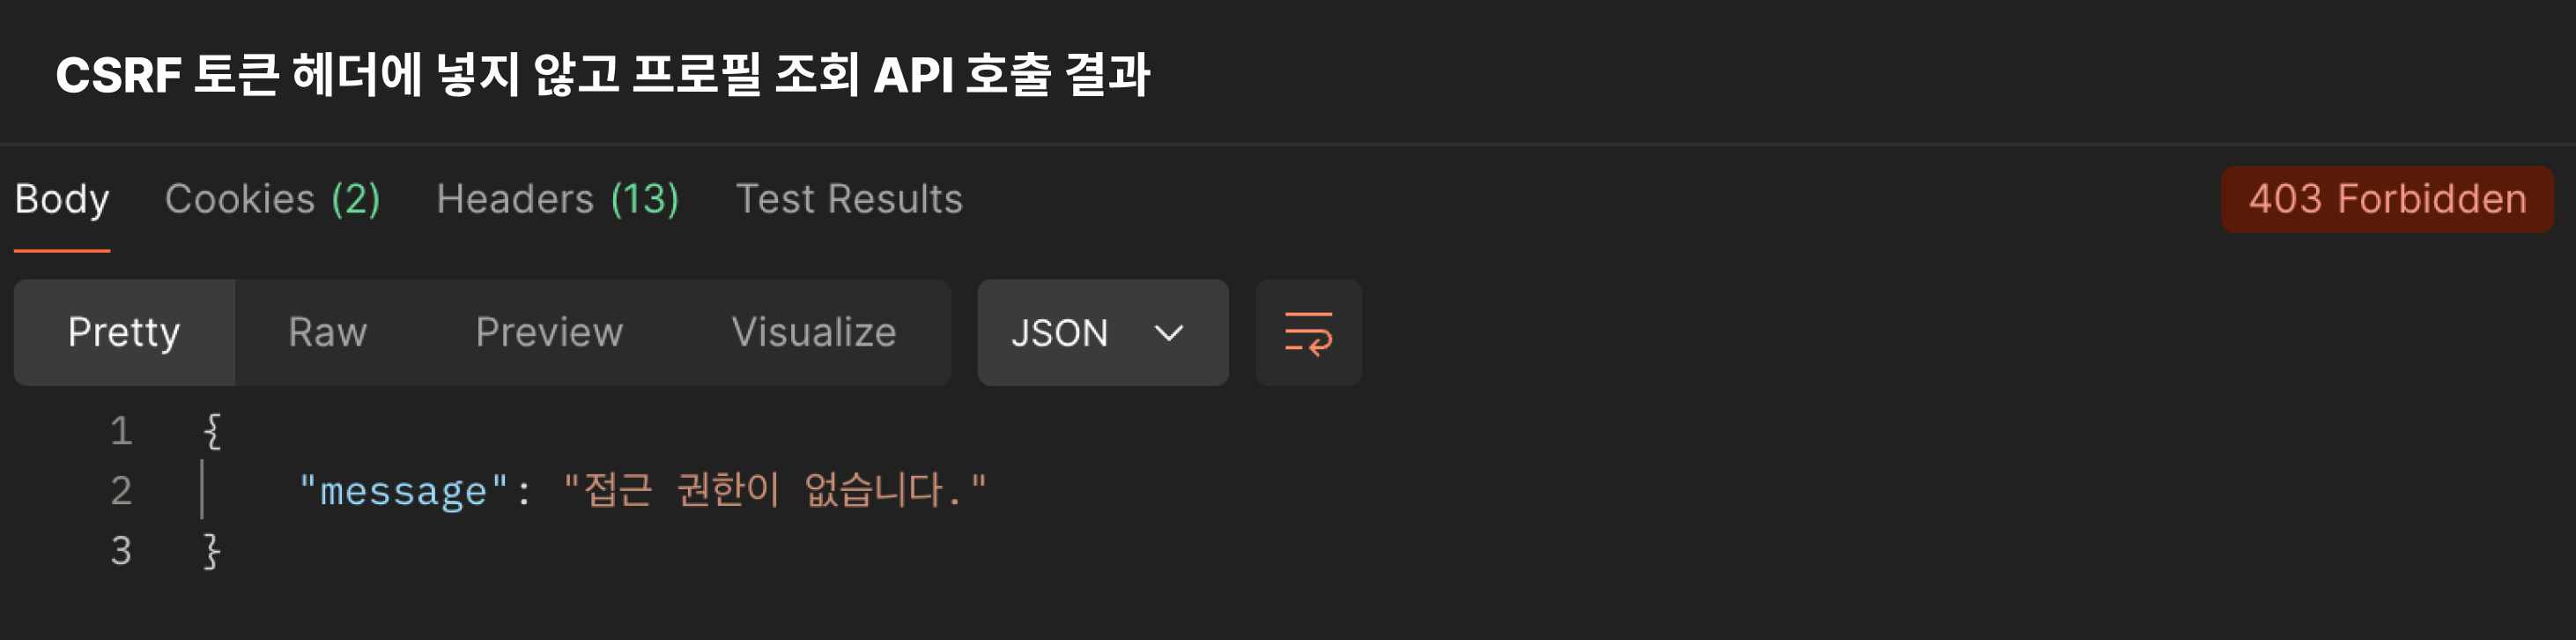 CSRF 토큰 헤더에 넣지 않고 프로필 조회 API 호출 결과
Body Cookies (2) Headers (13) Test Results 403 Forbidden
Pretty Raw Preview Visualize JSON
1 {
2 "message": "접근 권한이 없습니다."
3 }